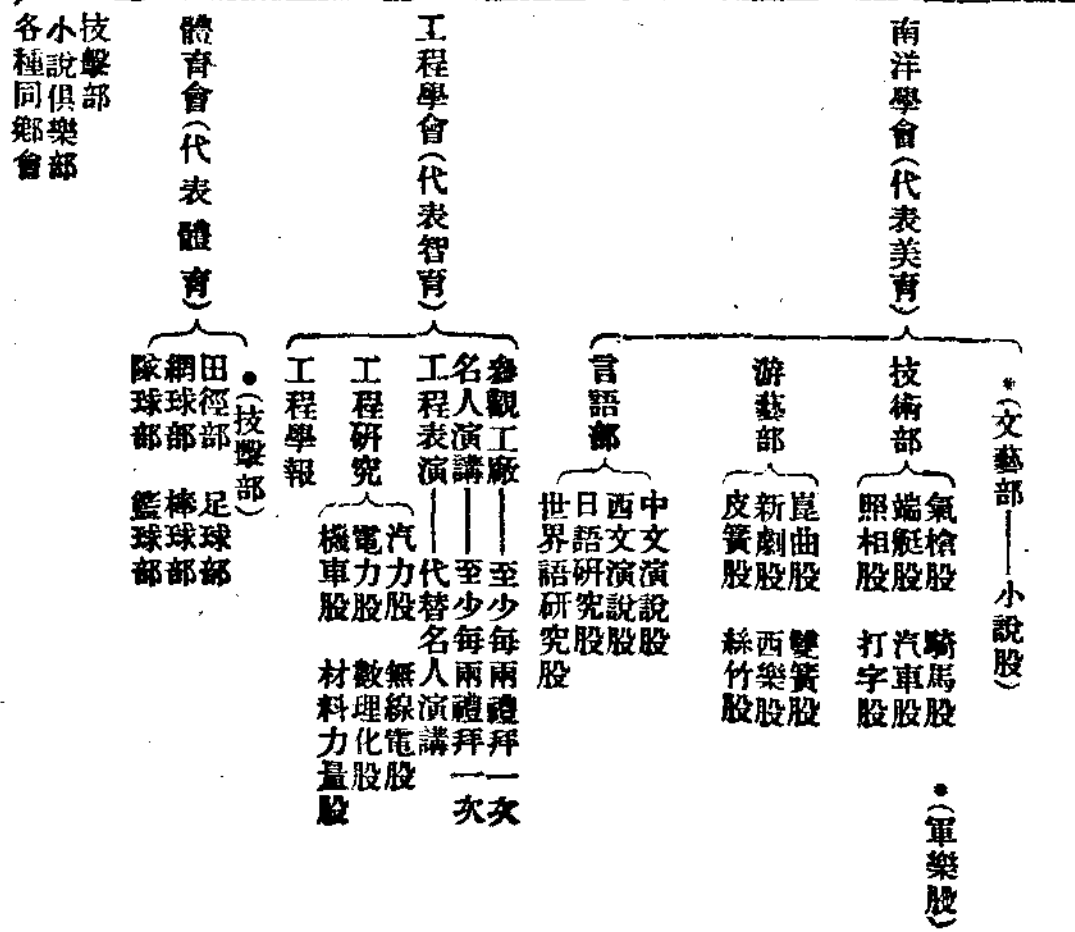 南洋學會(代表美育)
*(文藝部——小說股)
技術部
氣槍股 騎馬股 *(軍樂股)
端艇股 汽車股
照相股 打字股
游藝部
崑曲股 雙簧股
新劇股 西樂股
皮簧股 絲竹股
言語部
中文演說股
西文演說股
日語研究股
世界語研究股
工程學會(代表智育)
參觀工廠——至少每兩禮拜一次
名人演講——至少每兩禮拜一次
工程表演——代替名人演講
工程研究
汽力股 無線電股
電力股 數理化股
機車股 材料力量股
工程學報
體育會(代表體育)
*(技擊部)
田徑部 足球部
網球部 棒球部
隊球部 籃球部
技擊部
小說俱樂部
各種同鄉會